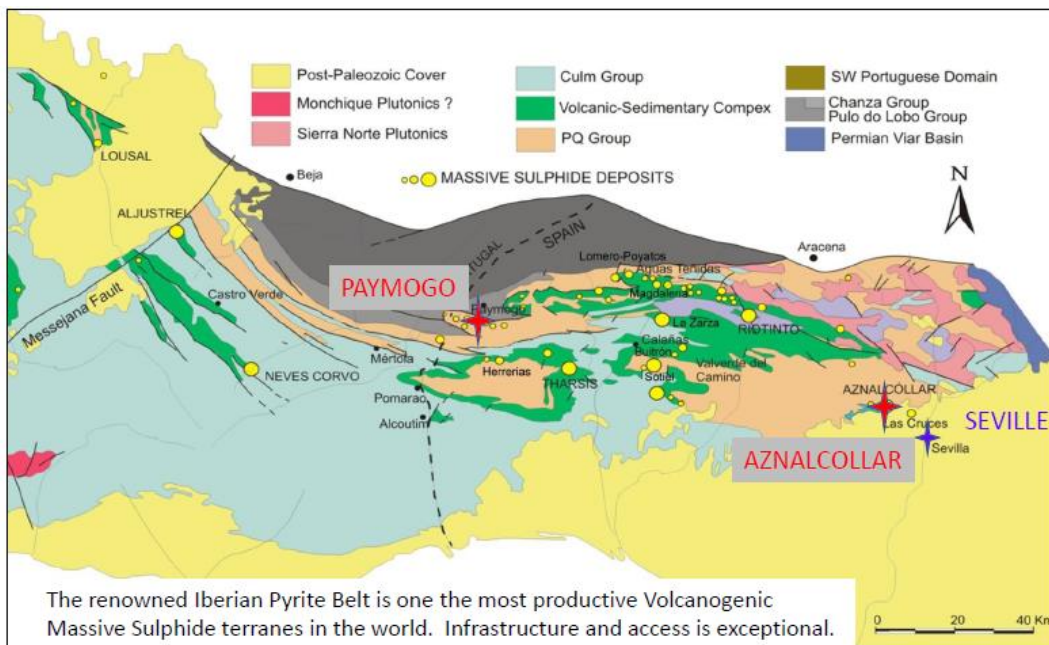 Post-Paleozoic Cover
Monchique Plutonics ?
Sierra Norte Plutonics
Culm Group
Volcanic-Sedimentary Compex
PQ Group
SW Portuguese Domain
Chanza Group
Pulo do Lobo Group
Permian Viar Basin
MASSIVE SULPHIDE DEPOSITS
N
LOUSAL
Beja
ALJUSTREL
SPAIN
Aracena
Lomero-Poyatos
Aguas Teñidas
PAYMOGO
Paymogo
Magdalena
Messejana Fault
Castro Verde
La Zarza
RIOTINTO
Calañas
Buitrón
Mértola
Valverde del
Camino
NEVES CORVO
Herrerias
THARSIS
Sotiel
Pomarao
AZNALCÓLLAR
Alcoutim
Las Cruces
SEVILLE
Sevilla
AZNALCOLLAR
The renowned Iberian Pyrite Belt is one the most productive Volcanogenic
Massive Sulphide terranes in the world. Infrastructure and access is exceptional.
0 20 40 Km